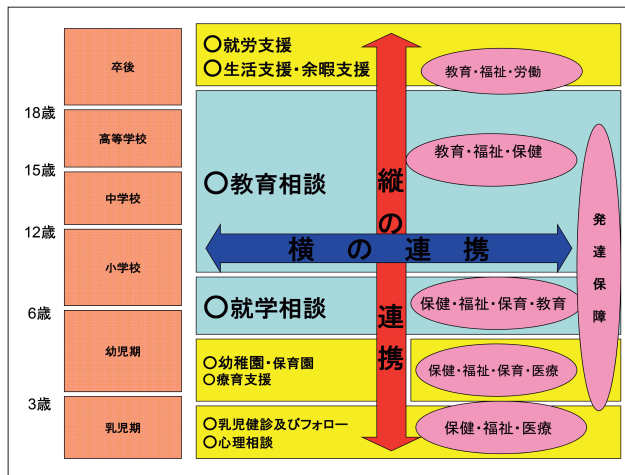 卒後
18歳
高等学校
15歳
中学校
12歳
小学校
6歳
幼児期
3歳
乳児期
○就労支援
○生活支援・余暇支援
教育・福祉・労働
○教育相談
教育・福祉・保健
縦の連携
横の連携
○就学相談
保健・福祉・保育・教育
○幼稚園・保育園
○療育支援
保健・福祉・保育・医療
○乳児健診及びフォロー
○心理相談
保健・福祉・医療
発達保障